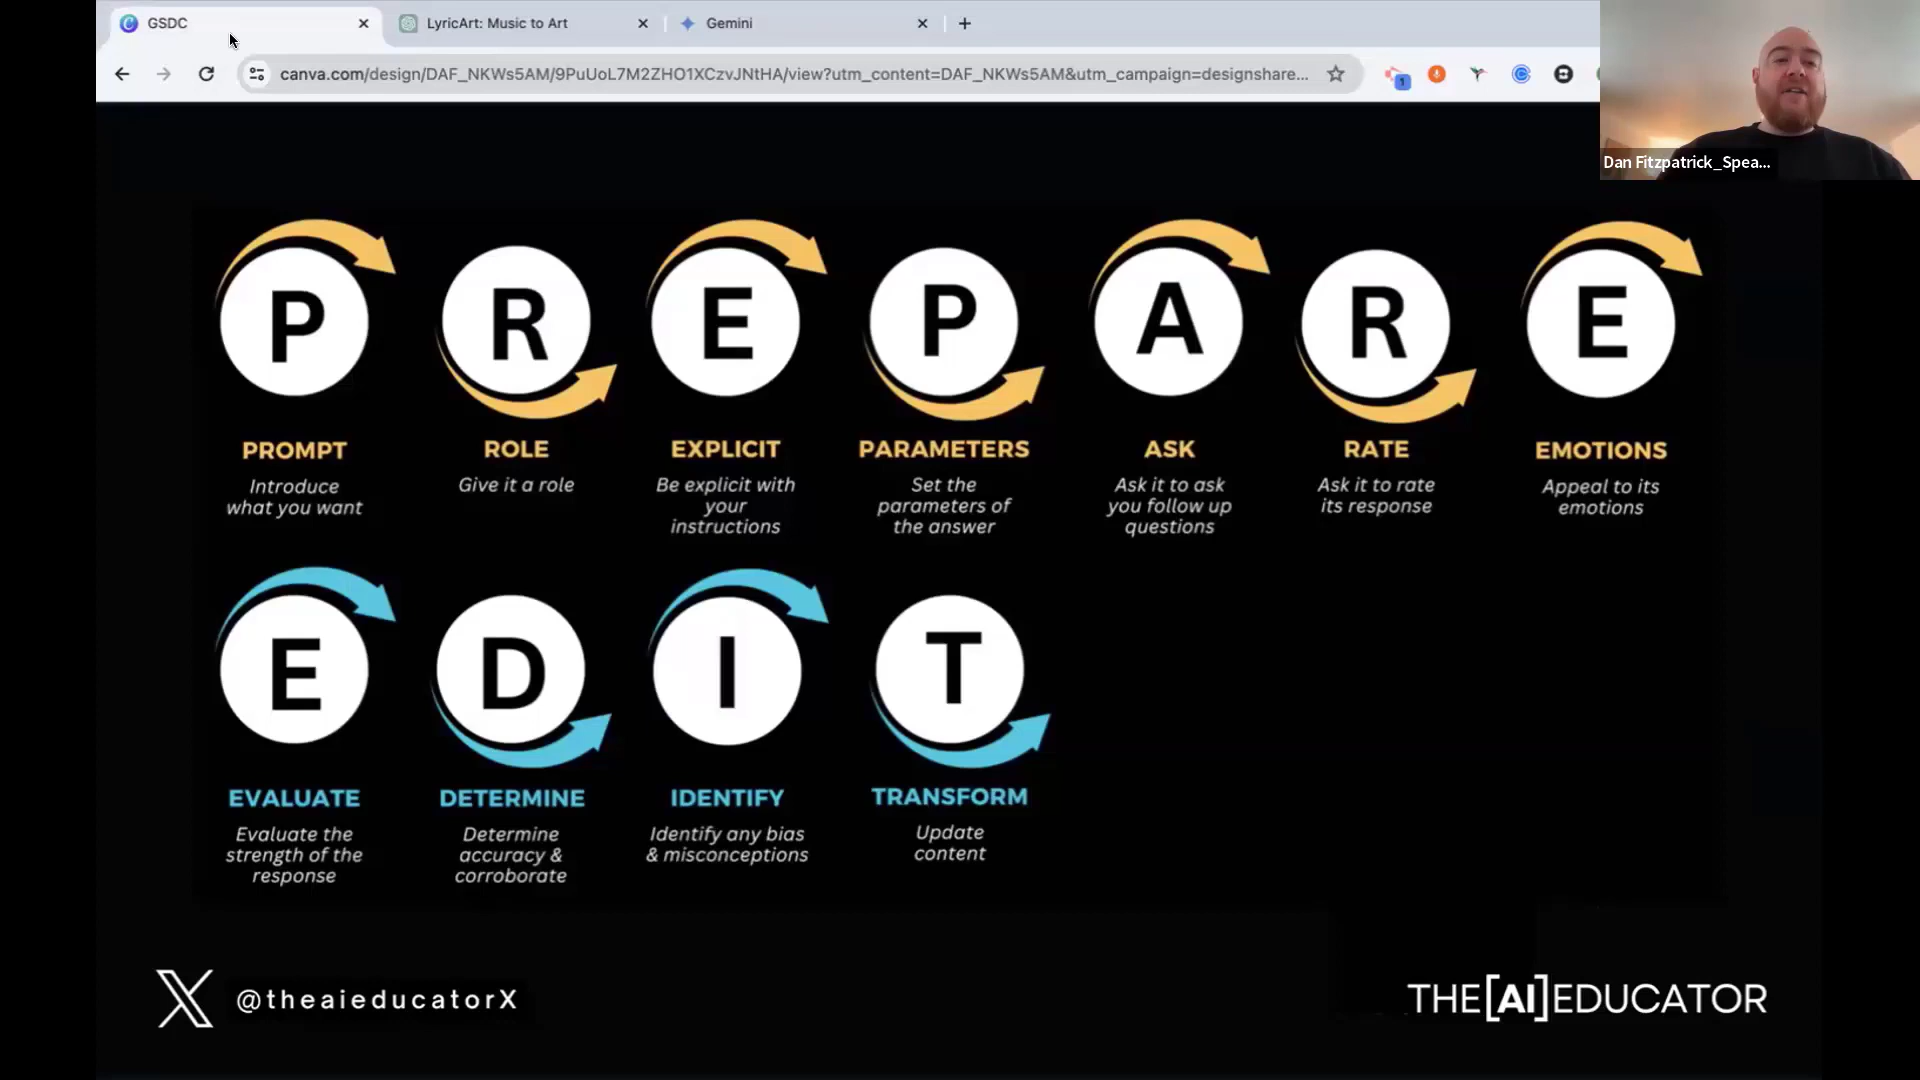 GSDC
LyricArt: Music to Art
Gemini
canva.com/design/DAF_NKWs5AM/9PuUoL7M2ZHO1XCzvJNtHA/view?utm_content=DAF_NKWs5AM&utm_campaign=designshare...
1
Dan Fitzpatrick_Spea...
P R E P A R E
PROMPT
Introduce
what you want
ROLE
Give it a role
EXPLICIT
Be explicit with
your
instructions
PARAMETERS
Set the
parameters of
the answer
ASK
Ask it to ask
you follow up
questions
RATE
Ask it to rate
its response
EMOTIONS
Appeal to its
emotions
E D I T
EVALUATE
Evaluate the
strength of the
response
DETERMINE
Determine
accuracy &
corroborate
IDENTIFY
Identify any bias
& misconceptions
TRANSFORM
Update
content
@theaieducatorX
THE[AI]EDUCATOR